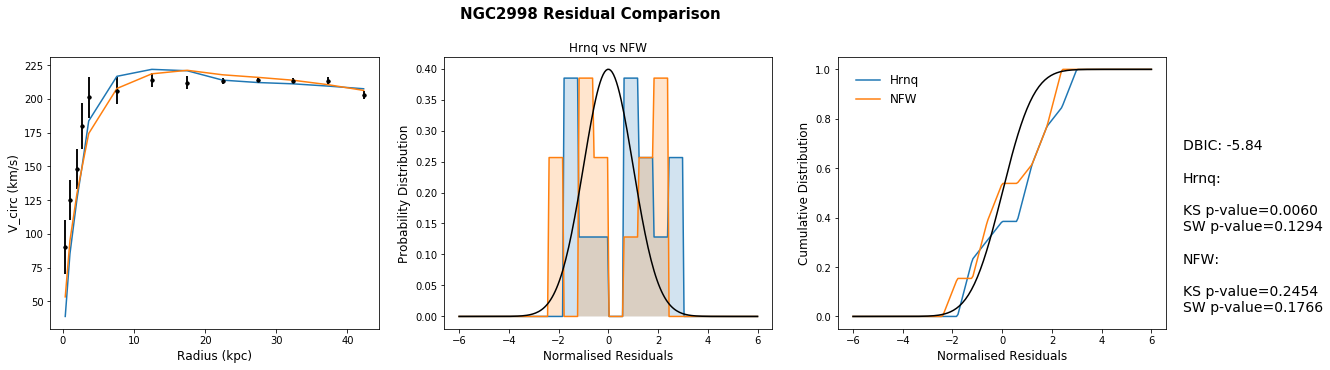 NGC2998 Residual Comparison
V_circ (km/s)
225
200
175
150
125
100
75
50
0
10
20
30
40
Radius (kpc)
Hrnq vs NFW
Probability Distribution
0.40
0.35
0.30
0.25
0.20
0.15
0.10
0.05
0.00
−6
−4
−2
0
2
4
6
Normalised Residuals
Cumulative Distribution
1.0
0.8
0.6
0.4
0.2
0.0
Hrnq
NFW
−6
−4
−2
0
2
4
6
Normalised Residuals
DBIC: -5.84
Hrnq:
KS p-value=0.0060
SW p-value=0.1294
NFW:
KS p-value=0.2454
SW p-value=0.1766